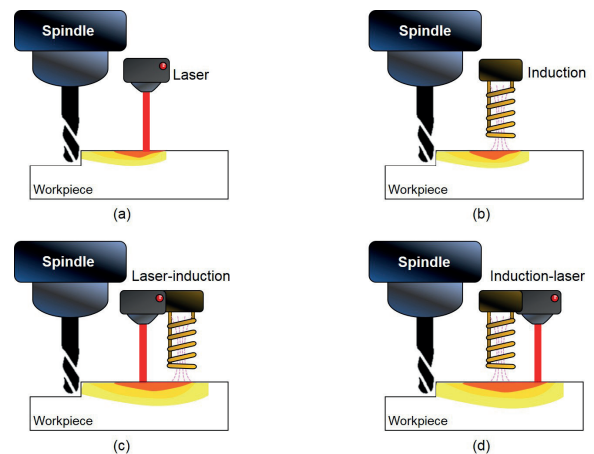 Spindle
Laser
Workpiece
(a)
Spindle
Induction
Workpiece
(b)
Spindle
Laser-induction
Workpiece
(c)
Spindle
Induction-laser
Workpiece
(d)